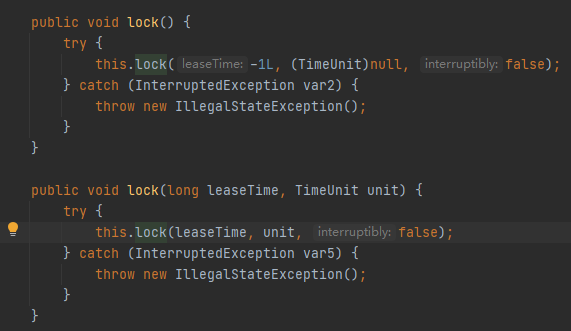 public void lock() {
    try {
        this.lock( leaseTime: -1L, (TimeUnit)null, interruptibly: false);
    } catch (InterruptedException var2) {
        throw new IllegalStateException();
    }
}

public void lock(long leaseTime, TimeUnit unit) {
    try {
        this.lock(leaseTime, unit, interruptibly: false);
    } catch (InterruptedException var5) {
        throw new IllegalStateException();
    }
}